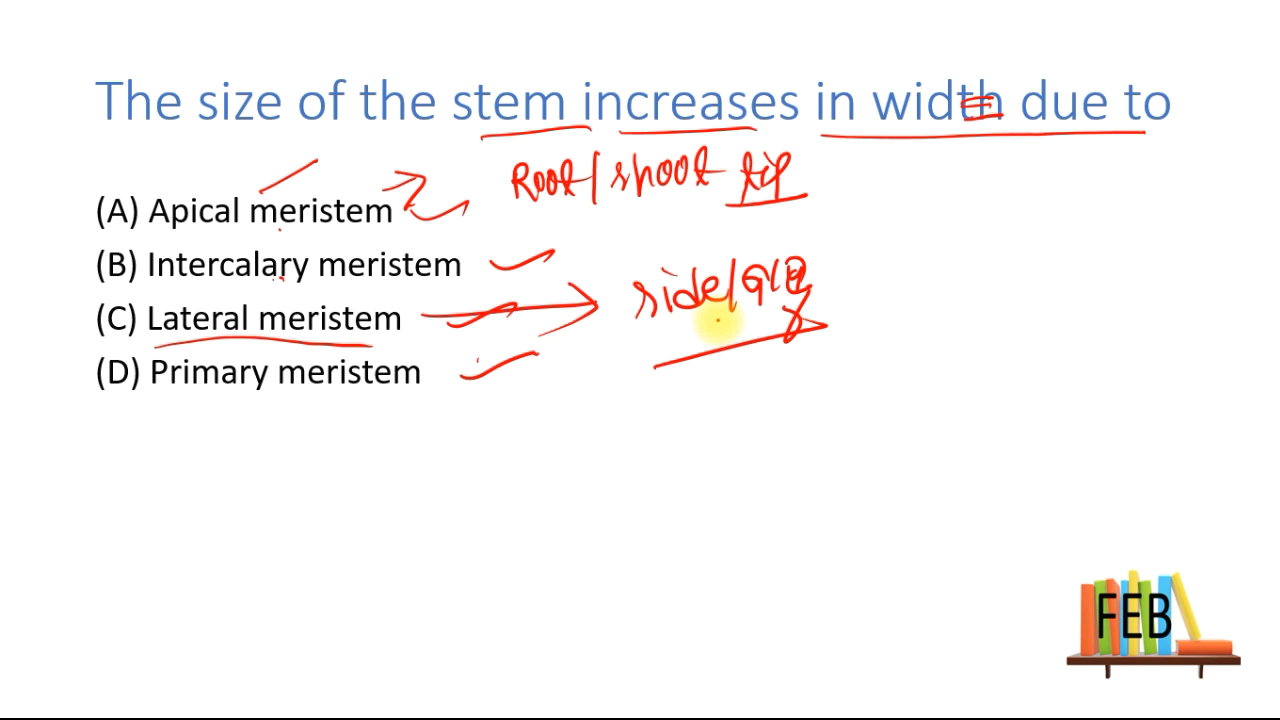 The size of the stem increases in width due to
Root/shoot tip
(A) Apical meristem
(B) Intercalary meristem
side/
(C) Lateral meristem
(D) Primary meristem
FEB